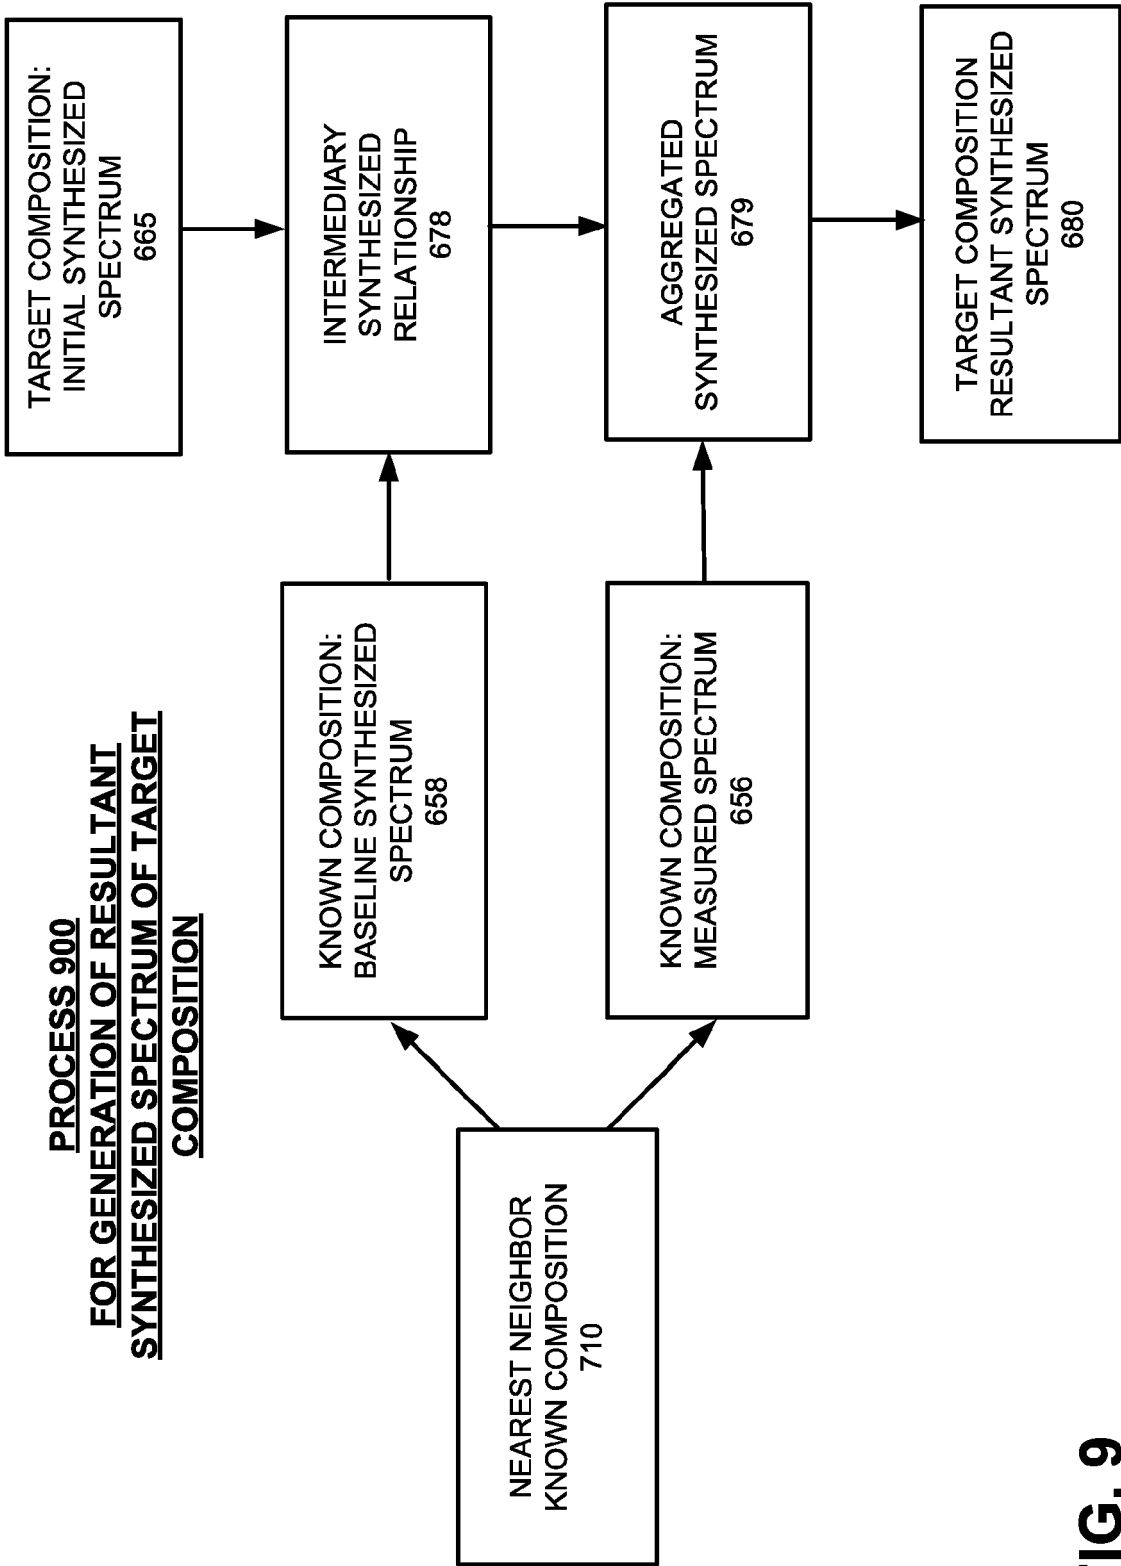 PROCESS 900
FOR GENERATION OF RESULTANT
SYNTHESIZED SPECTRUM OF TARGET
COMPOSITION
TARGET COMPOSITION:
INITIAL SYNTHESIZED
SPECTRUM
665
KNOWN COMPOSITION:
BASELINE SYNTHESIZED
SPECTRUM
658
INTERMEDIARY
SYNTHESIZED
RELATIONSHIP
678
NEAREST NEIGHBOR
KNOWN COMPOSITION
710
KNOWN COMPOSITION:
MEASURED SPECTRUM
656
AGGREGATED
SYNTHESIZED SPECTRUM
679
TARGET COMPOSITION
RESULTANT SYNTHESIZED
SPECTRUM
680
IG. 9